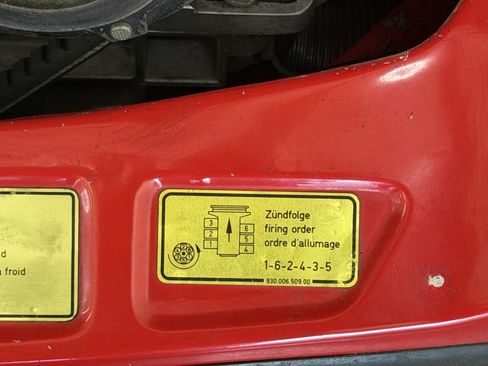 d
froid
Zündfolge
firing order
ordre d'allumage
1-6-2-4-3-5
930.006.509.00
3
2
1
6
5
4